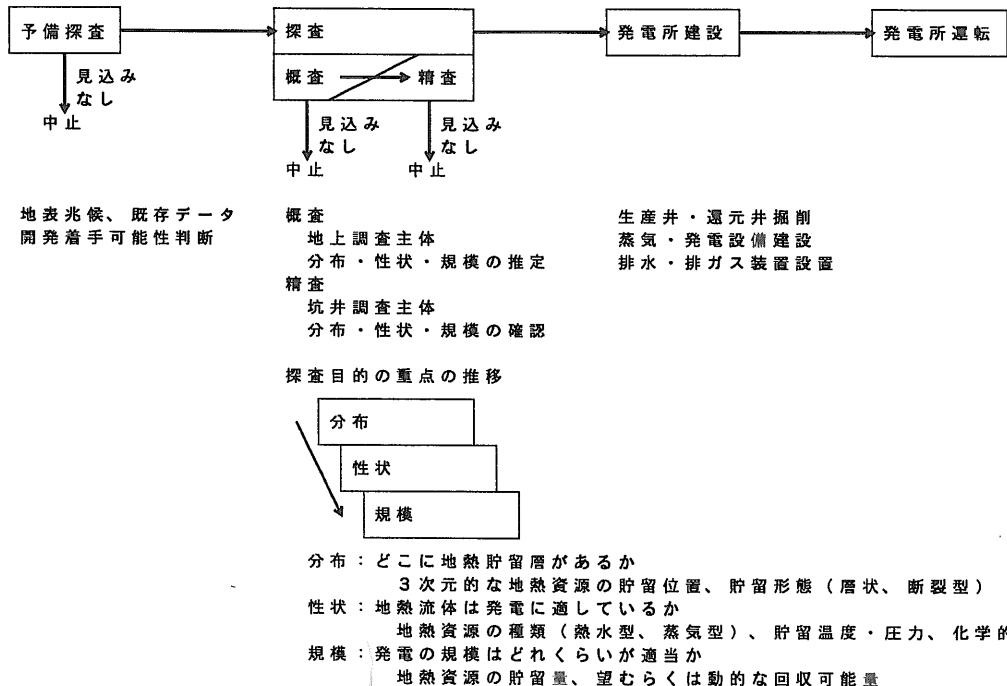 予備探査
探査
発電所建設
発電所運転
概査
精査
見込み
なし
中止
見込み
なし
中止
見込み
なし
中止
地表兆候、既存データ
開発着手可能性判断
概査
地上調査主体
分布・性状・規模の推定
精査
坑井調査主体
分布・性状・規模の確認
生産井・還元井掘削
蒸気・発電設備建設
排水・排ガス装置設置
探査目的の重点の推移
分布
性状
規模
分布：どこに地熱貯留層があるか
3次元的な地熱資源の貯留位置、貯留形態（層状、断裂型）
性状：地熱流体は発電に適しているか
地熱資源の種類（熱水型、蒸気型）、貯留温度・圧力、化学的
規模：発電の規模はどれくらいが適当か
地熱資源の貯留量、望むらくは動的な回収可能量